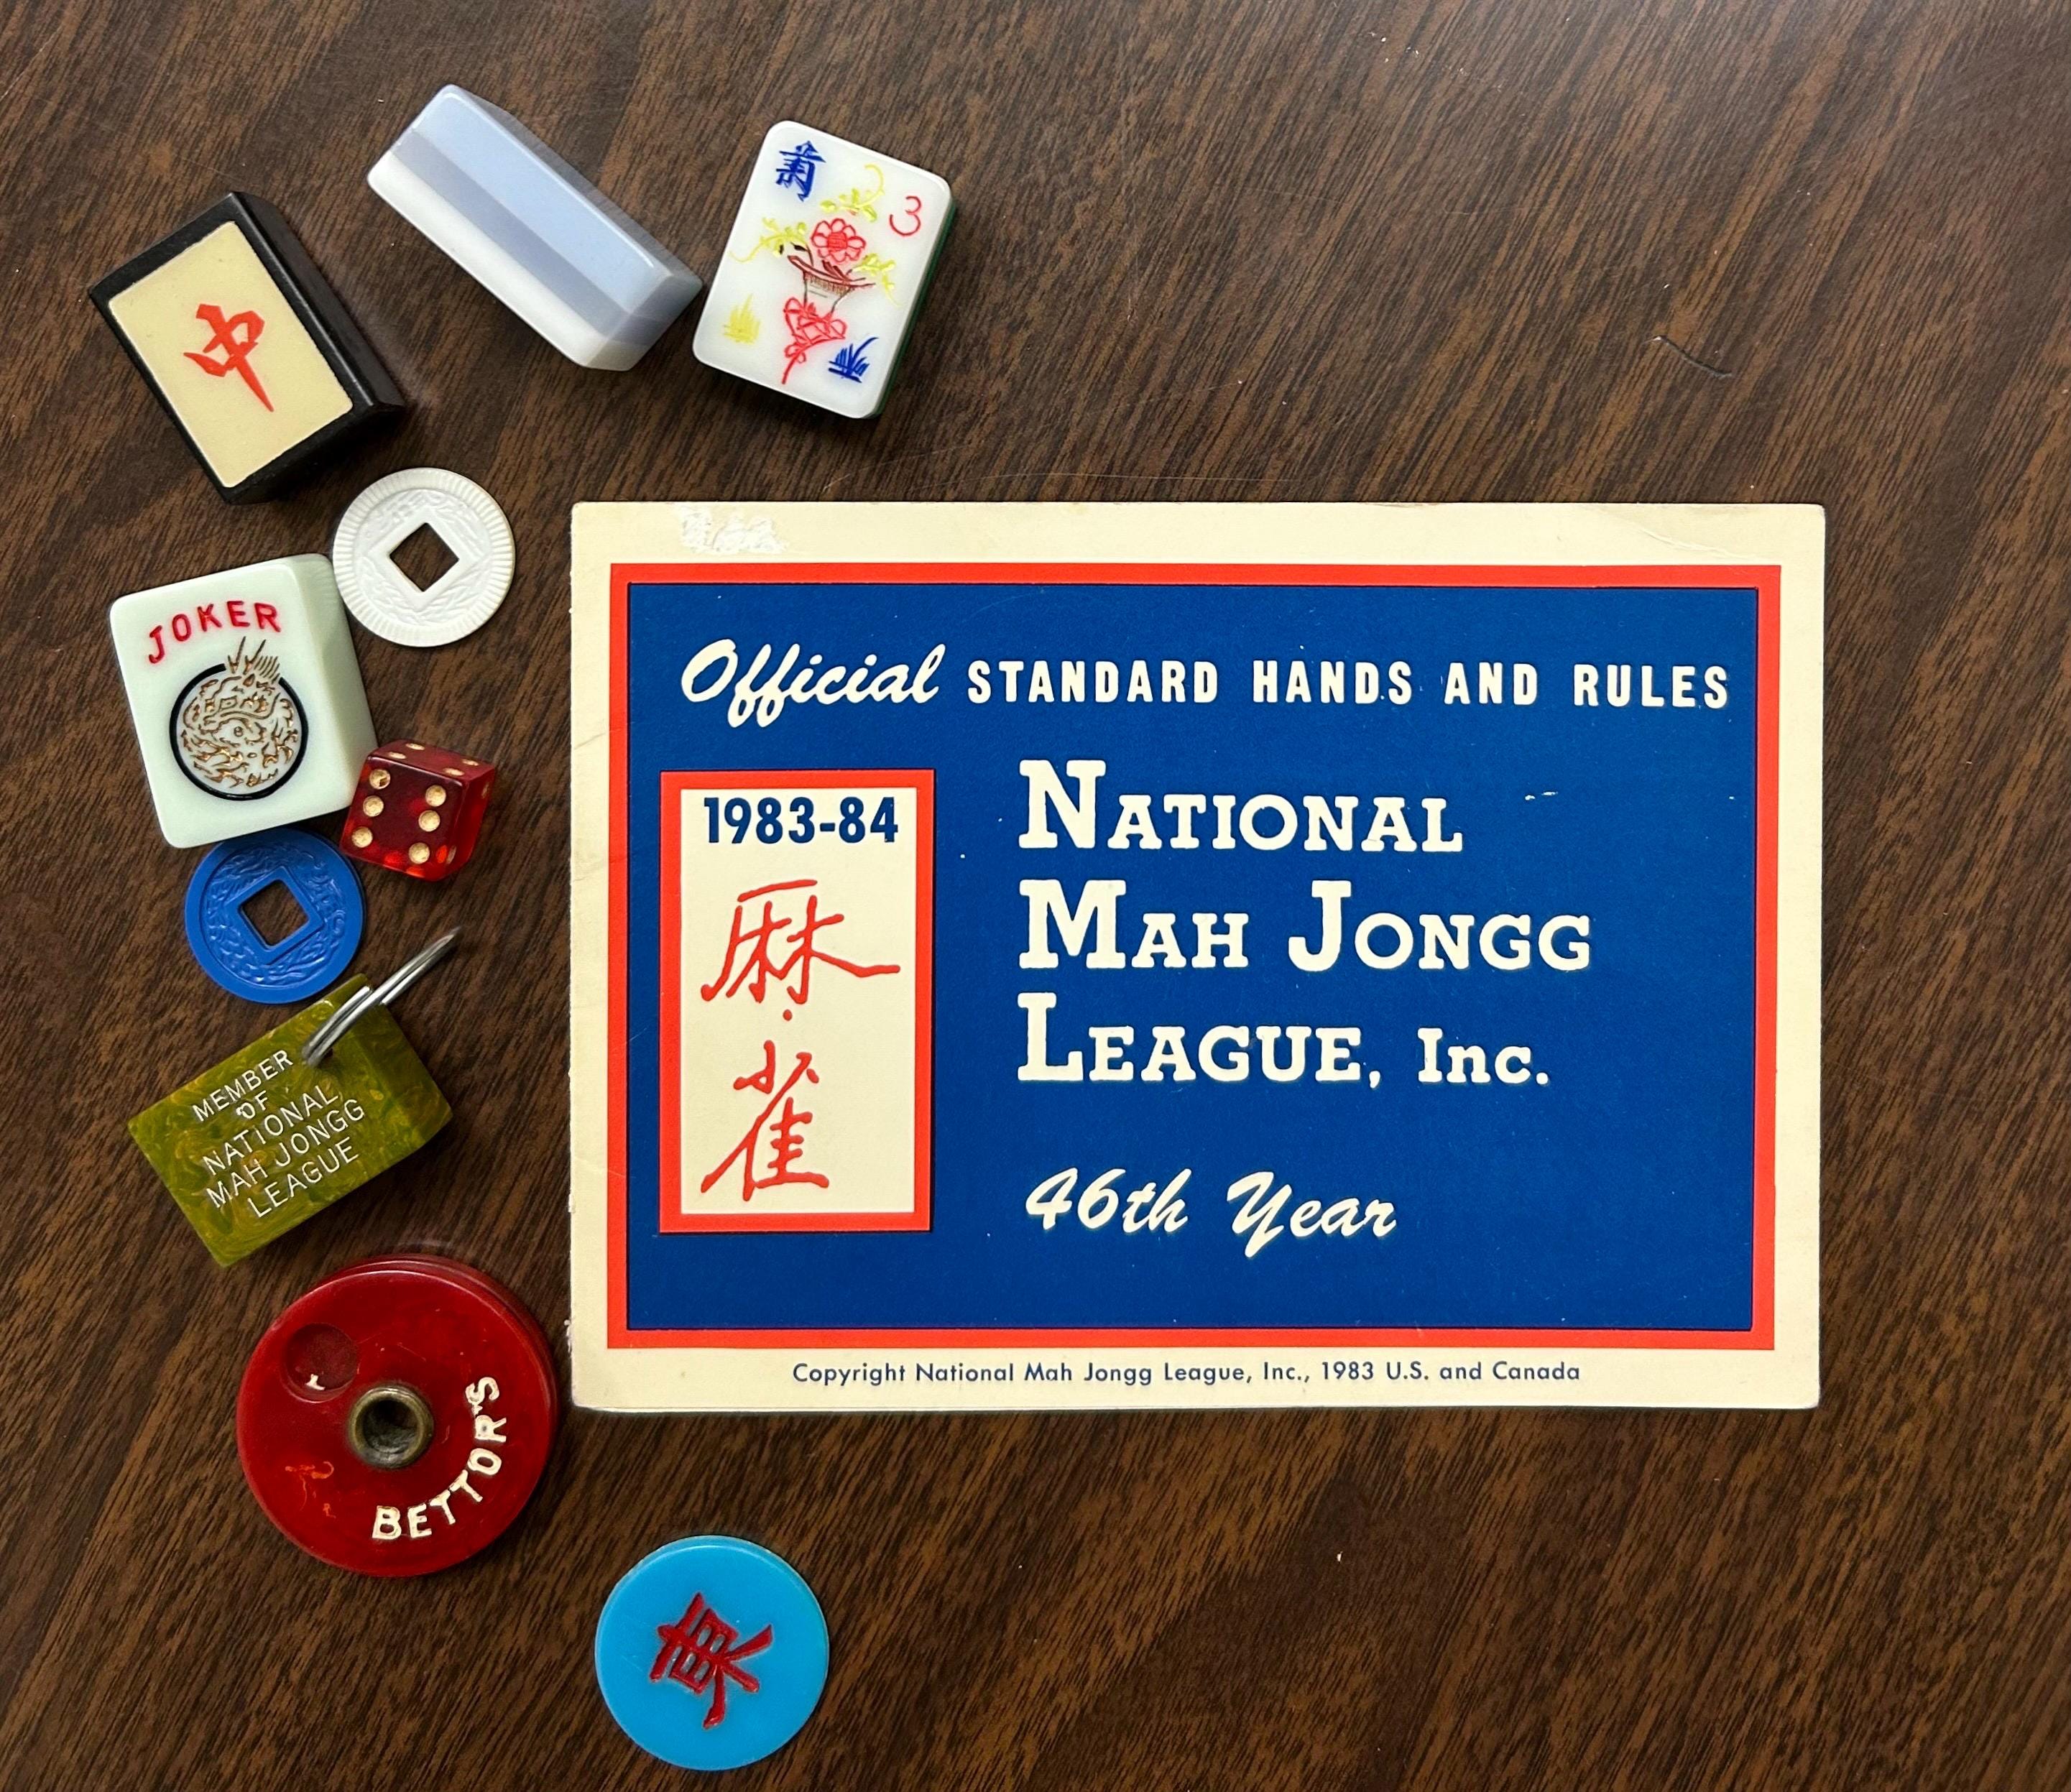 中
3
JOKER
MEMBER
OF
NATIONAL
MAH JONGG
LEAGUE
BETTOR'S
東
Official STANDARD HANDS AND RULES
1983-84
麻
雀
NATIONAL
MAH JONGG
LEAGUE, Inc.
46th Year
Copyright National Mah Jongg League, Inc., 1983 U.S. and Canada